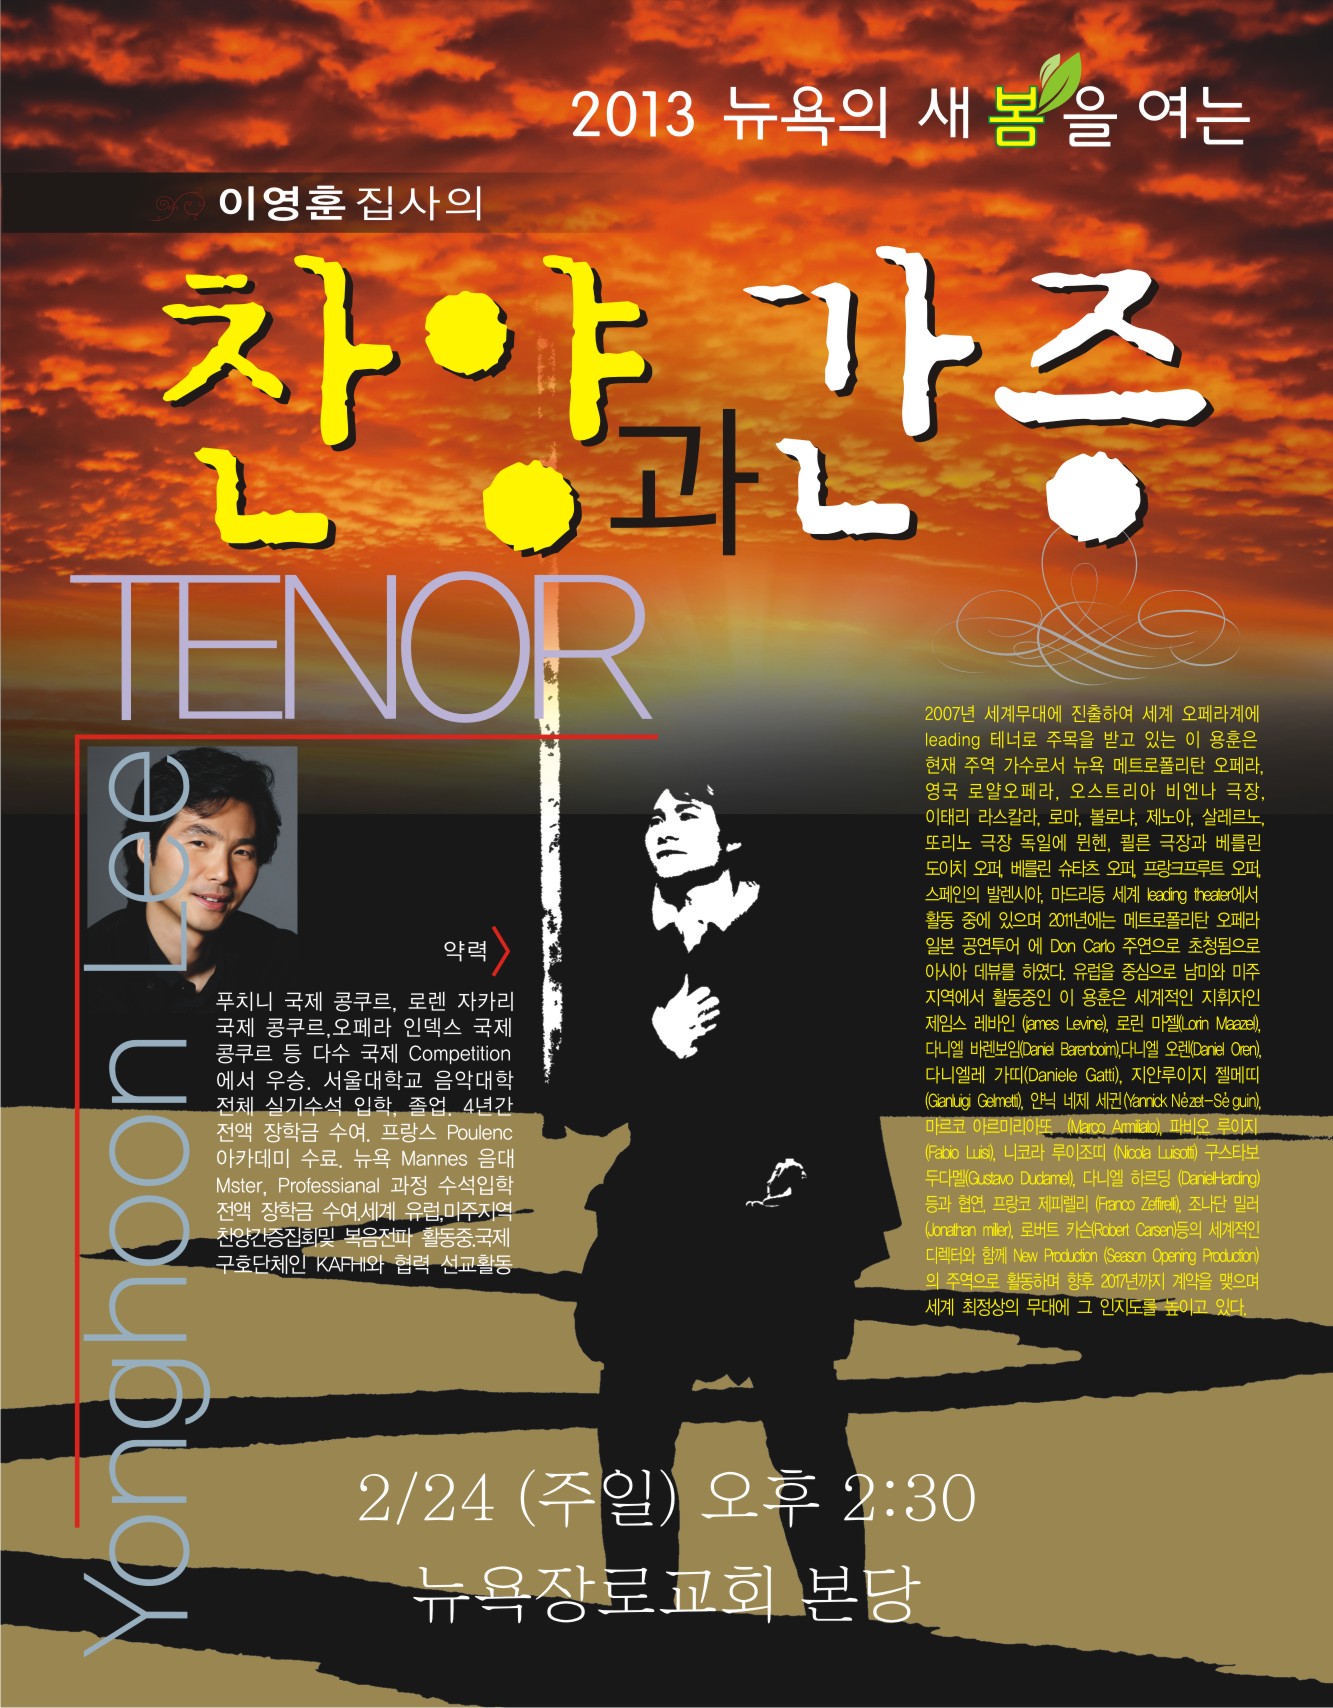 2013 뉴욕의 새 봄을 여는
이영훈 집사의
찬양과 간증
TENOR
Yonghoon Lee
약력
푸치니 국제 콩쿠르, 로렌 자카리
국제 콩쿠르,오페라 인덱스 국제
콩쿠르 등 다수 국제 Competition
에서 우승. 서울대학교 음악대학
전체 실기수석 입학, 졸업. 4년간
전액 장학금 수여. 프랑스 Poulenc
아카데미 수료. 뉴욕 Mannes 음대
Mster, Professianal 과정 수석입학
전액 장학금 수여.세계 유럽,미주지역
찬양간증집회및 복음전파 활동중.국제
구호단체인 KAFHI와 협력 선교활동
2007년 세계무대에 진출하여 세계 오페라계에
leading 테너로 주목을 받고 있는 이 용훈은
현재 주역 가수로서 뉴욕 메트로폴리탄 오페라,
영국 로얄오페라, 오스트리아 비엔나 극장,
이태리 라스칼라, 로마, 볼로냐, 제노아, 살레르노,
또리노 극장 독일에 뮌헨, 퀼른 극장과 베를린
도이치 오퍼, 베를린 슈타츠 오퍼, 프랑크프루트 오퍼,
스페인의 발렌시아, 마드리등 세계 leading theater에서
활동 중에 있으며 2011년에는 메트로폴리탄 오페라
일본 공연투어 에 Don Carlo 주연으로 초청됨으로
아시아 데뷰를 하였다. 유럽을 중심으로 남미와 미주
지역에서 활동중인 이 용훈은 세계적인 지휘자인
제임스 레바인 (james Levine), 로린 마젤(Lorin Maazel),
다니엘 바렌보임(Daniel Barenboim),다니엘 오렌(Daniel Oren),
다니엘레 가띠(Daniele Gatti), 지안루이지 젤메띠
(Gianluigi Gelmetti), 얀닉 네제 세귄(Yannick Nézet-Sé guin),
마르코 아르미리아또 (Marco Armiliato), 파비오 루이지
(Fabio Luisi), 니코라 루이조띠 (Nicola Luisotti) 구스타보
두다멜(Gustavo Dudamel), 다니엘 하르딩 (DanielHarding)
등과 협연, 프랑코 제피렐리 (Franco Zeffirelli), 조나단 밀러
(Jonathan miller), 로버트 카슨(Robert Carsen)등의 세계적인
디렉터와 함께 New Production (Season Opening Production)
의 주역으로 활동하며 향후 2017년까지 계약을 맺으며
세계 최정상의 무대에 그 인지도를 높이고 있다.
2/24 (주일) 오후 2:30
뉴욕장로교회 본당